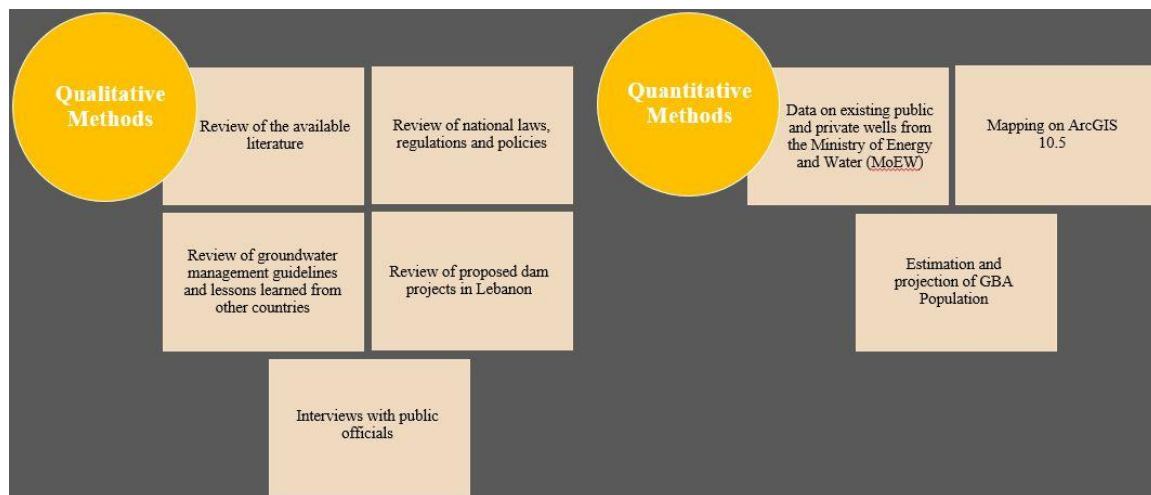 Qualitative
Methods
Review of the available
literature
Review of national laws,
regulations and policies
Review of groundwater
management guidelines
and lessons learned from
other countries
Review of proposed dam
projects in Lebanon
Interviews with public
officials
Quantitative
Methods
Data on existing public
and private wells from
the Ministry of Energy
and Water (MoEW)
Mapping on ArcGIS
10.5
Estimation and
projection of GBA
Population